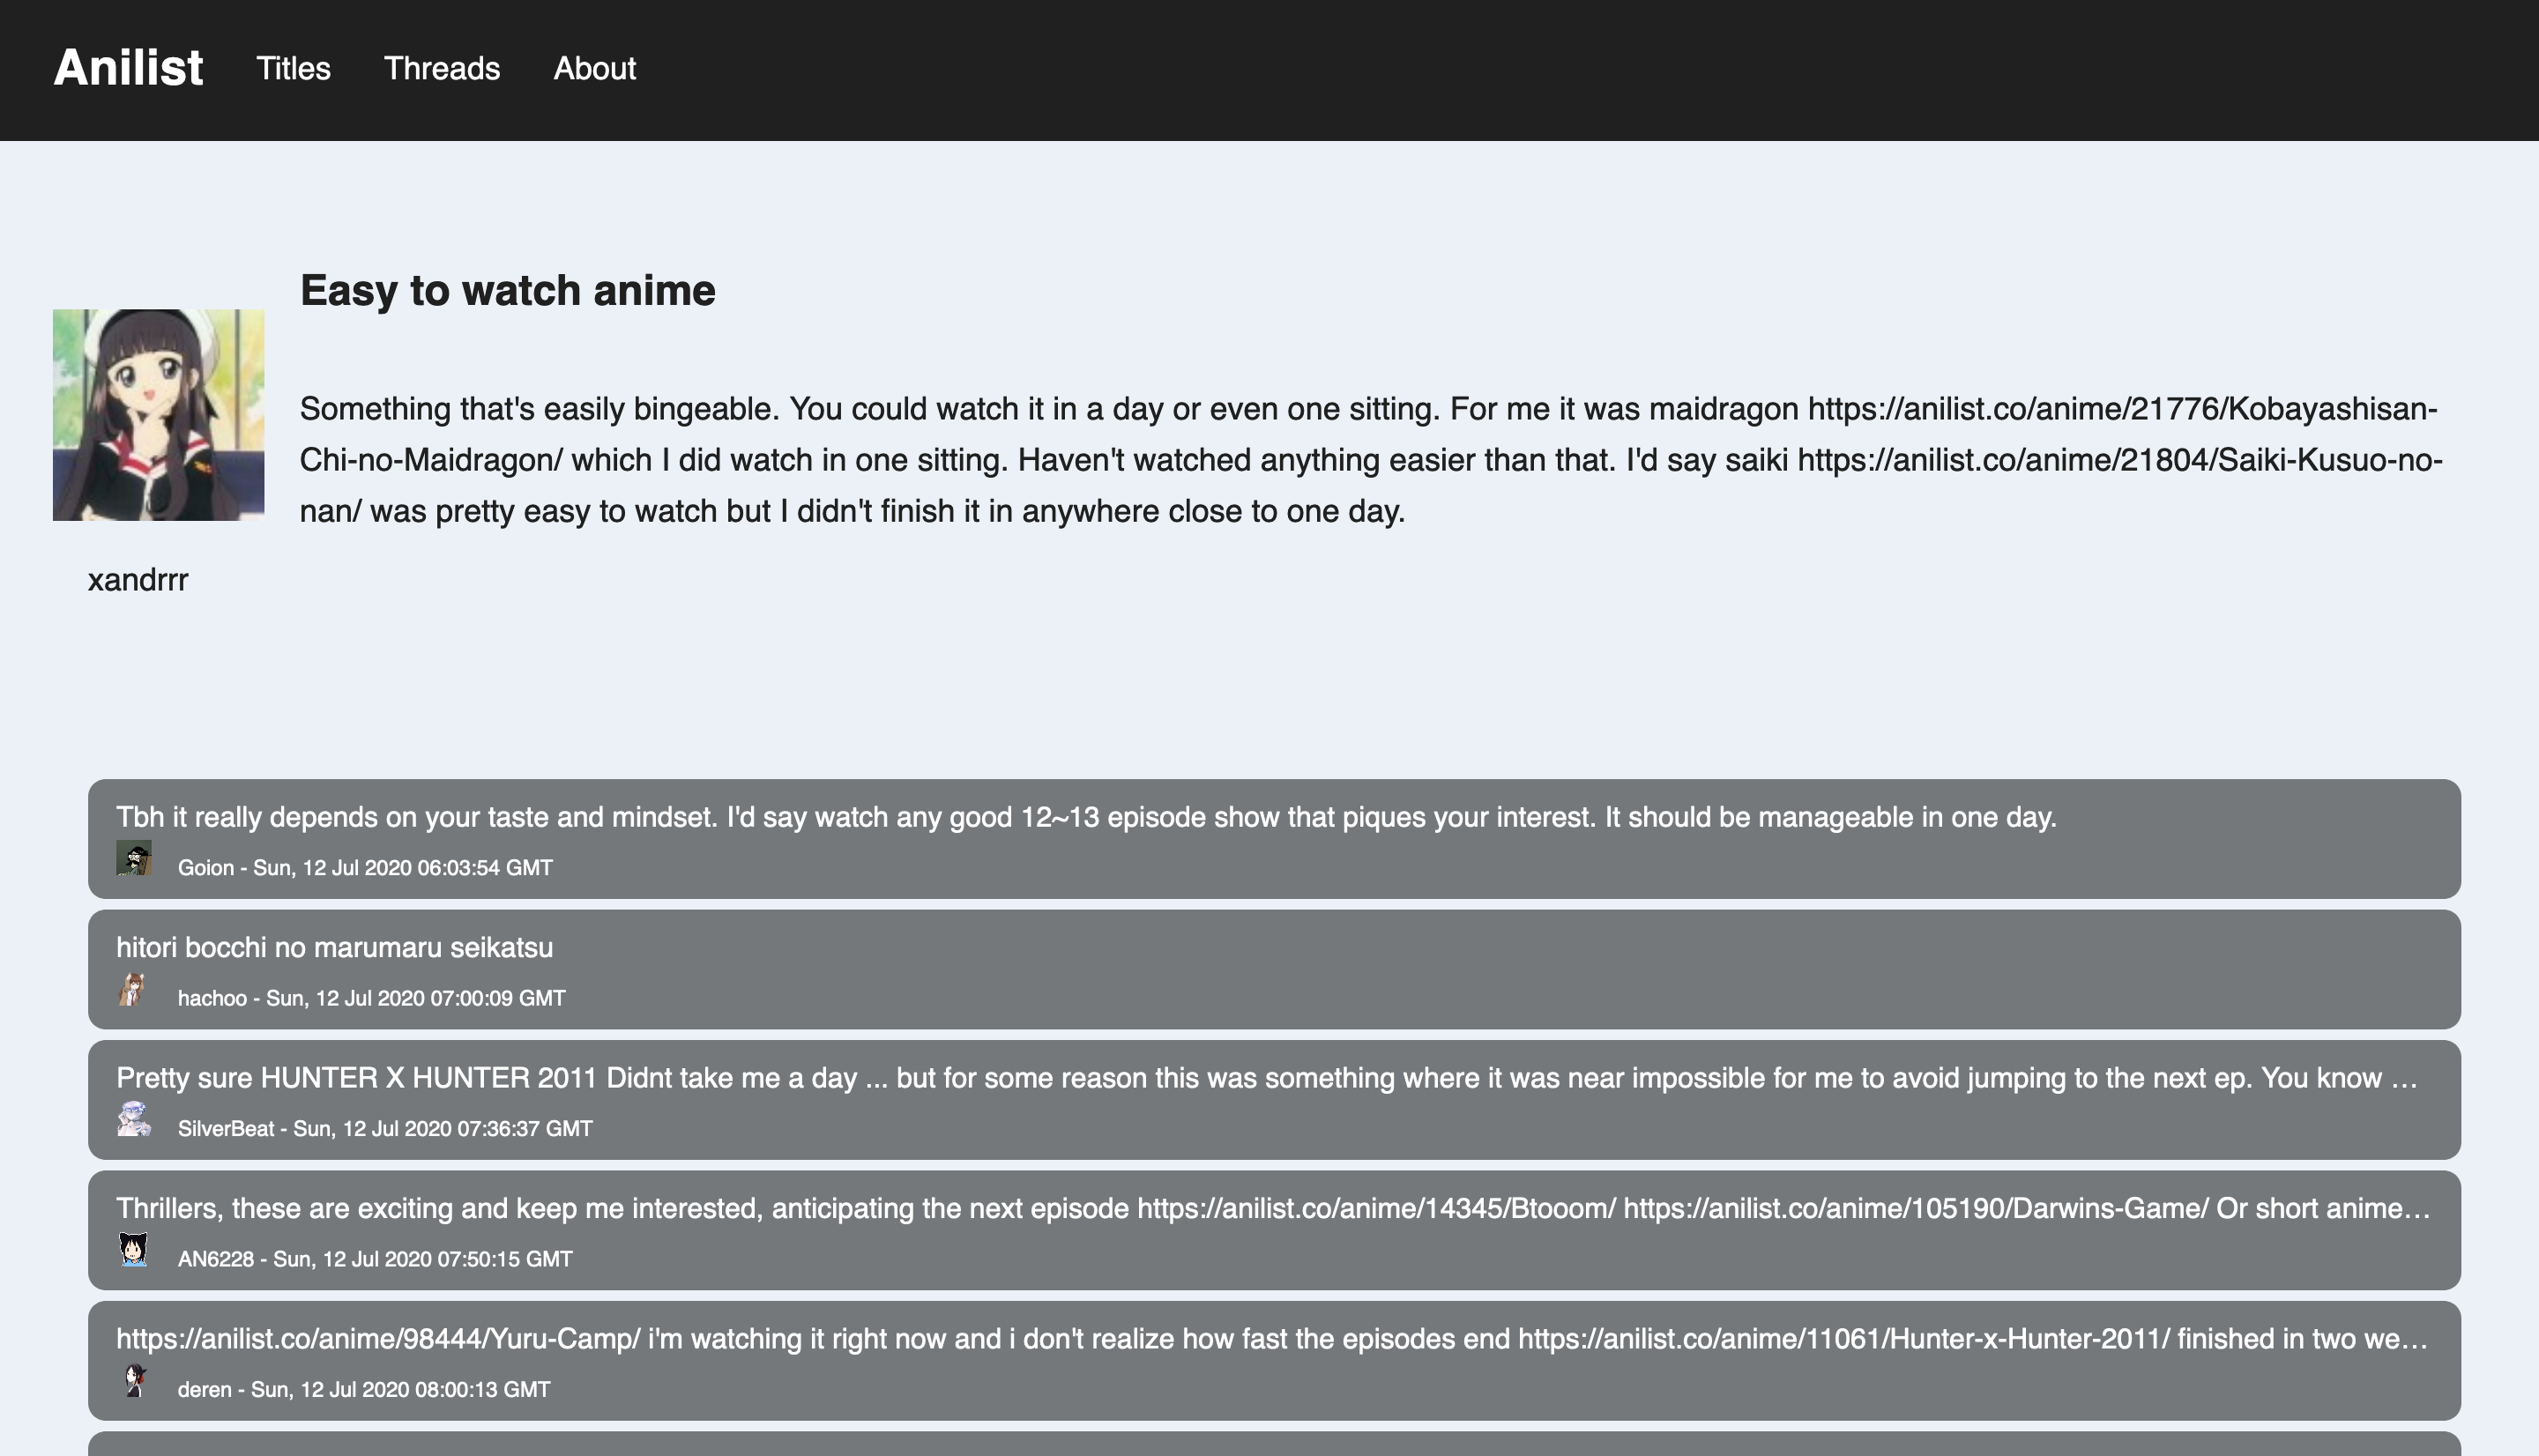 Anilist Titles Threads About
Easy to watch anime
Something that's easily bingeable. You could watch it in a day or even one sitting. For me it was maidragon https://anilist.co/anime/21776/Kobayashisan-
Chi-no-Maidragon/ which I did watch in one sitting. Haven't watched anything easier than that. I'd say saiki https://anilist.co/anime/21804/Saiki-Kusuo-no-
nan/ was pretty easy to watch but I didn't finish it in anywhere close to one day.
xandrrr
Tbh it really depends on your taste and mindset. I'd say watch any good 12~13 episode show that piques your interest. It should be manageable in one day.
Goion - Sun, 12 Jul 2020 06:03:54 GMT
hitori bocchi no marumaru seikatsu
hachoo - Sun, 12 Jul 2020 07:00:09 GMT
Pretty sure HUNTER X HUNTER 2011 Didnt take me a day ... but for some reason this was something where it was near impossible for me to avoid jumping to the next ep. You know …
SilverBeat - Sun, 12 Jul 2020 07:36:37 GMT
Thrillers, these are exciting and keep me interested, anticipating the next episode https://anilist.co/anime/14345/Btooom/ https://anilist.co/anime/105190/Darwins-Game/ Or short anime…
AN6228 - Sun, 12 Jul 2020 07:50:15 GMT
https://anilist.co/anime/98444/Yuru-Camp/ i'm watching it right now and i don't realize how fast the episodes end https://anilist.co/anime/11061/Hunter-x-Hunter-2011/ finished in two we…
deren - Sun, 12 Jul 2020 08:00:13 GMT